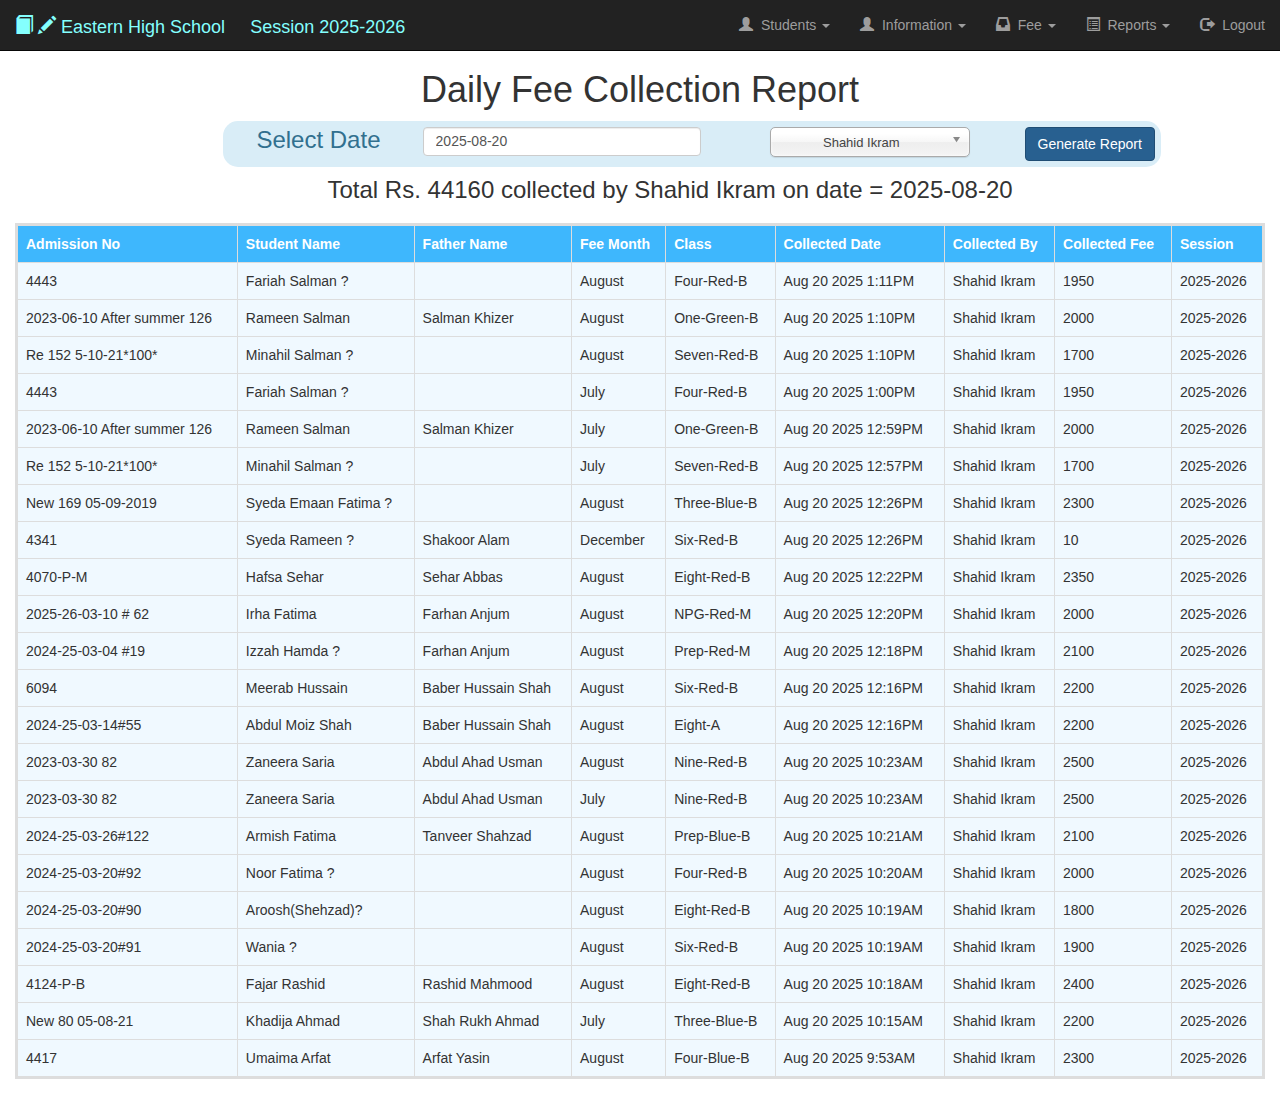 Eastern High School Session 2025-2026 Students Information Fee Reports Logout
Daily Fee Collection Report
Select Date 2025-08-20 Shahid Ikram Generate Report
Total Rs. 44160 collected by Shahid Ikram on date = 2025-08-20
Admission No Student Name Father Name Fee Month Class Collected Date Collected By Collected Fee Session
4443 Fariah Salman ? August Four-Red-B Aug 20 2025 1:11PM Shahid Ikram 1950 2025-2026
2023-06-10 After summer 126 Rameen Salman Salman Khizer August One-Green-B Aug 20 2025 1:10PM Shahid Ikram 2000 2025-2026
Re 152 5-10-21*100* Minahil Salman ? August Seven-Red-B Aug 20 2025 1:10PM Shahid Ikram 1700 2025-2026
4443 Fariah Salman ? July Four-Red-B Aug 20 2025 1:00PM Shahid Ikram 1950 2025-2026
2023-06-10 After summer 126 Rameen Salman Salman Khizer July One-Green-B Aug 20 2025 12:59PM Shahid Ikram 2000 2025-2026
Re 152 5-10-21*100* Minahil Salman ? July Seven-Red-B Aug 20 2025 12:57PM Shahid Ikram 1700 2025-2026
New 169 05-09-2019 Syeda Emaan Fatima ? August Three-Blue-B Aug 20 2025 12:26PM Shahid Ikram 2300 2025-2026
4341 Syeda Rameen ? Shakoor Alam December Six-Red-B Aug 20 2025 12:26PM Shahid Ikram 10 2025-2026
4070-P-M Hafsa Sehar Sehar Abbas August Eight-Red-B Aug 20 2025 12:22PM Shahid Ikram 2350 2025-2026
2025-26-03-10 # 62 Irha Fatima Farhan Anjum August NPG-Red-M Aug 20 2025 12:20PM Shahid Ikram 2000 2025-2026
2024-25-03-04 #19 Izzah Hamda ? Farhan Anjum August Prep-Red-M Aug 20 2025 12:18PM Shahid Ikram 2100 2025-2026
6094 Meerab Hussain Baber Hussain Shah August Six-Red-B Aug 20 2025 12:16PM Shahid Ikram 2200 2025-2026
2024-25-03-14#55 Abdul Moiz Shah Baber Hussain Shah August Eight-A Aug 20 2025 12:16PM Shahid Ikram 2200 2025-2026
2023-03-30 82 Zaneera Saria Abdul Ahad Usman August Nine-Red-B Aug 20 2025 10:23AM Shahid Ikram 2500 2025-2026
2023-03-30 82 Zaneera Saria Abdul Ahad Usman July Nine-Red-B Aug 20 2025 10:23AM Shahid Ikram 2500 2025-2026
2024-25-03-26#122 Armish Fatima Tanveer Shahzad August Prep-Blue-B Aug 20 2025 10:21AM Shahid Ikram 2100 2025-2026
2024-25-03-20#92 Noor Fatima ? August Four-Red-B Aug 20 2025 10:20AM Shahid Ikram 2000 2025-2026
2024-25-03-20#90 Aroosh(Shehzad)? August Eight-Red-B Aug 20 2025 10:19AM Shahid Ikram 1800 2025-2026
2024-25-03-20#91 Wania ? August Six-Red-B Aug 20 2025 10:19AM Shahid Ikram 1900 2025-2026
4124-P-B Fajar Rashid Rashid Mahmood August Eight-Red-B Aug 20 2025 10:18AM Shahid Ikram 2400 2025-2026
New 80 05-08-21 Khadija Ahmad Shah Rukh Ahmad July Three-Blue-B Aug 20 2025 10:15AM Shahid Ikram 2200 2025-2026
4417 Umaima Arfat Arfat Yasin August Four-Blue-B Aug 20 2025 9:53AM Shahid Ikram 2300 2025-2026